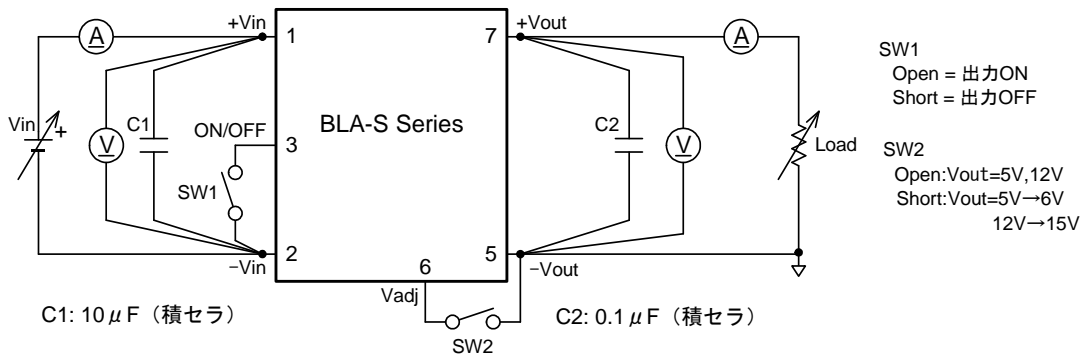 +Vin
A
1
7
+Vout
A
SW1
Open = 出力ON
Short = 出力OFF
Vin
+
V
C1
ON/OFF
3
BLA-S Series
C2
V
Load
SW1
SW2
Open:Vout=5V,12V
Short:Vout=5V→6V
12V→15V
2
5
−Vin
6
−Vout
Vadj
C1: 10μF（積セラ）
C2: 0.1μF（積セラ）
SW2